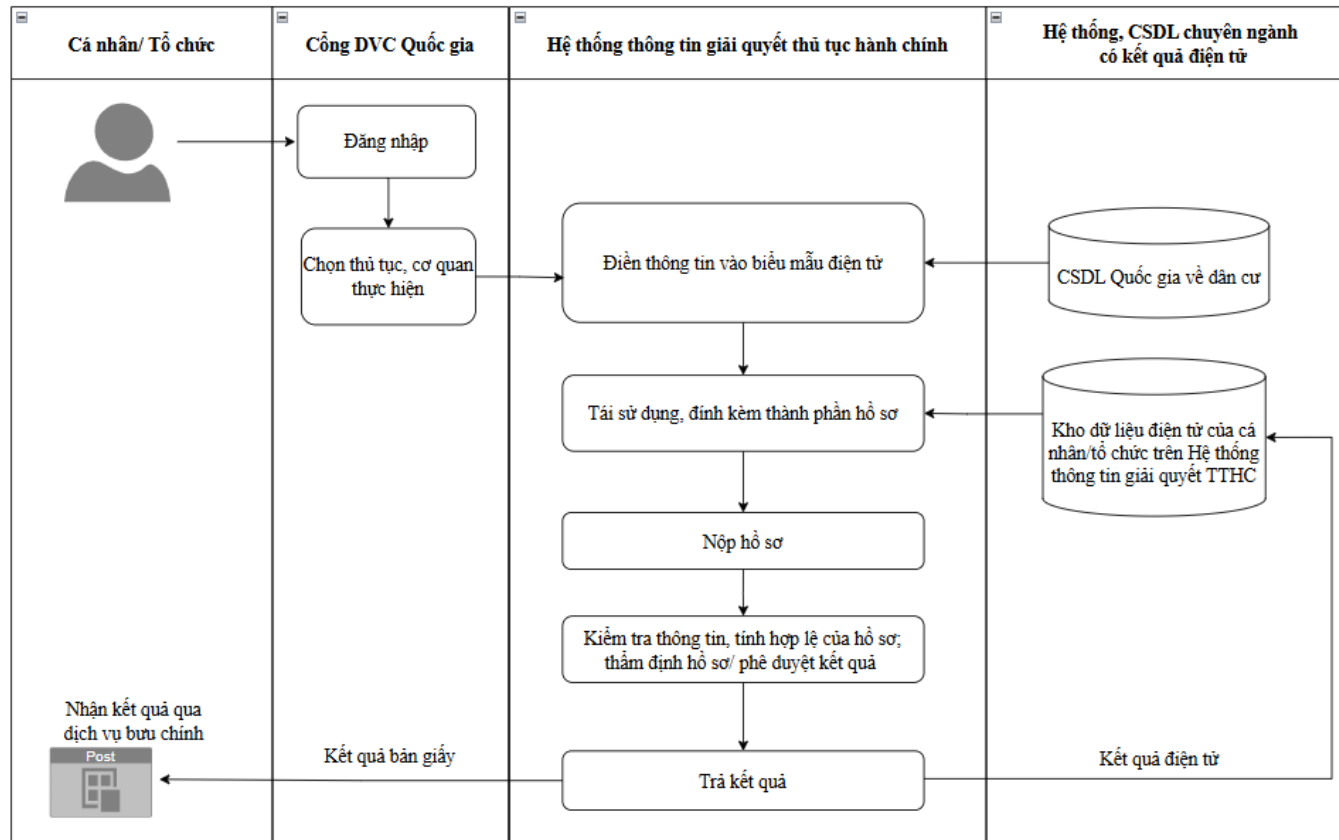 Cá nhân/ Tổ chức
Cổng DVC Quốc gia
Hệ thống thông tin giải quyết thủ tục hành chính
Hệ thống, CSDL chuyên ngành
có kết quả điện tử
Đăng nhập
Chọn thủ tục, cơ quan
thực hiện
Điền thông tin vào biểu mẫu điện tử
CSDL Quốc gia về dân cư
Tái sử dụng, đính kèm thành phần hồ sơ
Kho dữ liệu điện tử của cá
nhân/tổ chức trên Hệ thống
thông tin giải quyết TTHC
Nộp hồ sơ
Kiểm tra thông tin, tính hợp lệ của hồ sơ;
thẩm định hồ sơ/ phê duyệt kết quả
Nhận kết quả qua
dịch vụ bưu chính
Post
Kết quả bản giấy
Trả kết quả
Kết quả điện tử